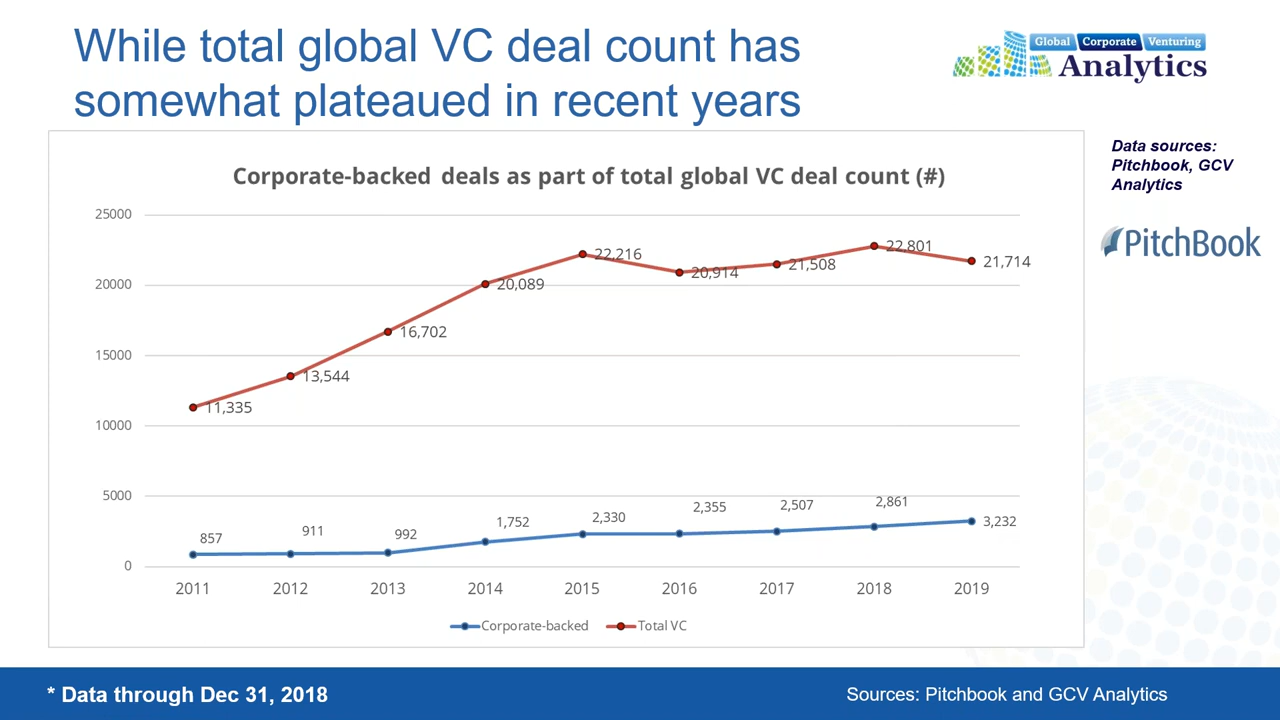 While total global VC deal count has
somewhat plateaued in recent years
Global Corporate Venturing
Analytics
Data sources:
Pitchbook, GCV
Analytics
PitchBook
Corporate-backed deals as part of total global VC deal count (#)
25000
20000
15000
10000
5000
0
11,335
13,544
16,702
20,089
22,216
20,914
21,508
22,801
21,714
857
911
992
1,752
2,330
2,355
2,507
2,861
3,232
2011 2012 2013 2014 2015 2016 2017 2018 2019
Corporate-backed Total VC
* Data through Dec 31, 2018
Sources: Pitchbook and GCV Analytics